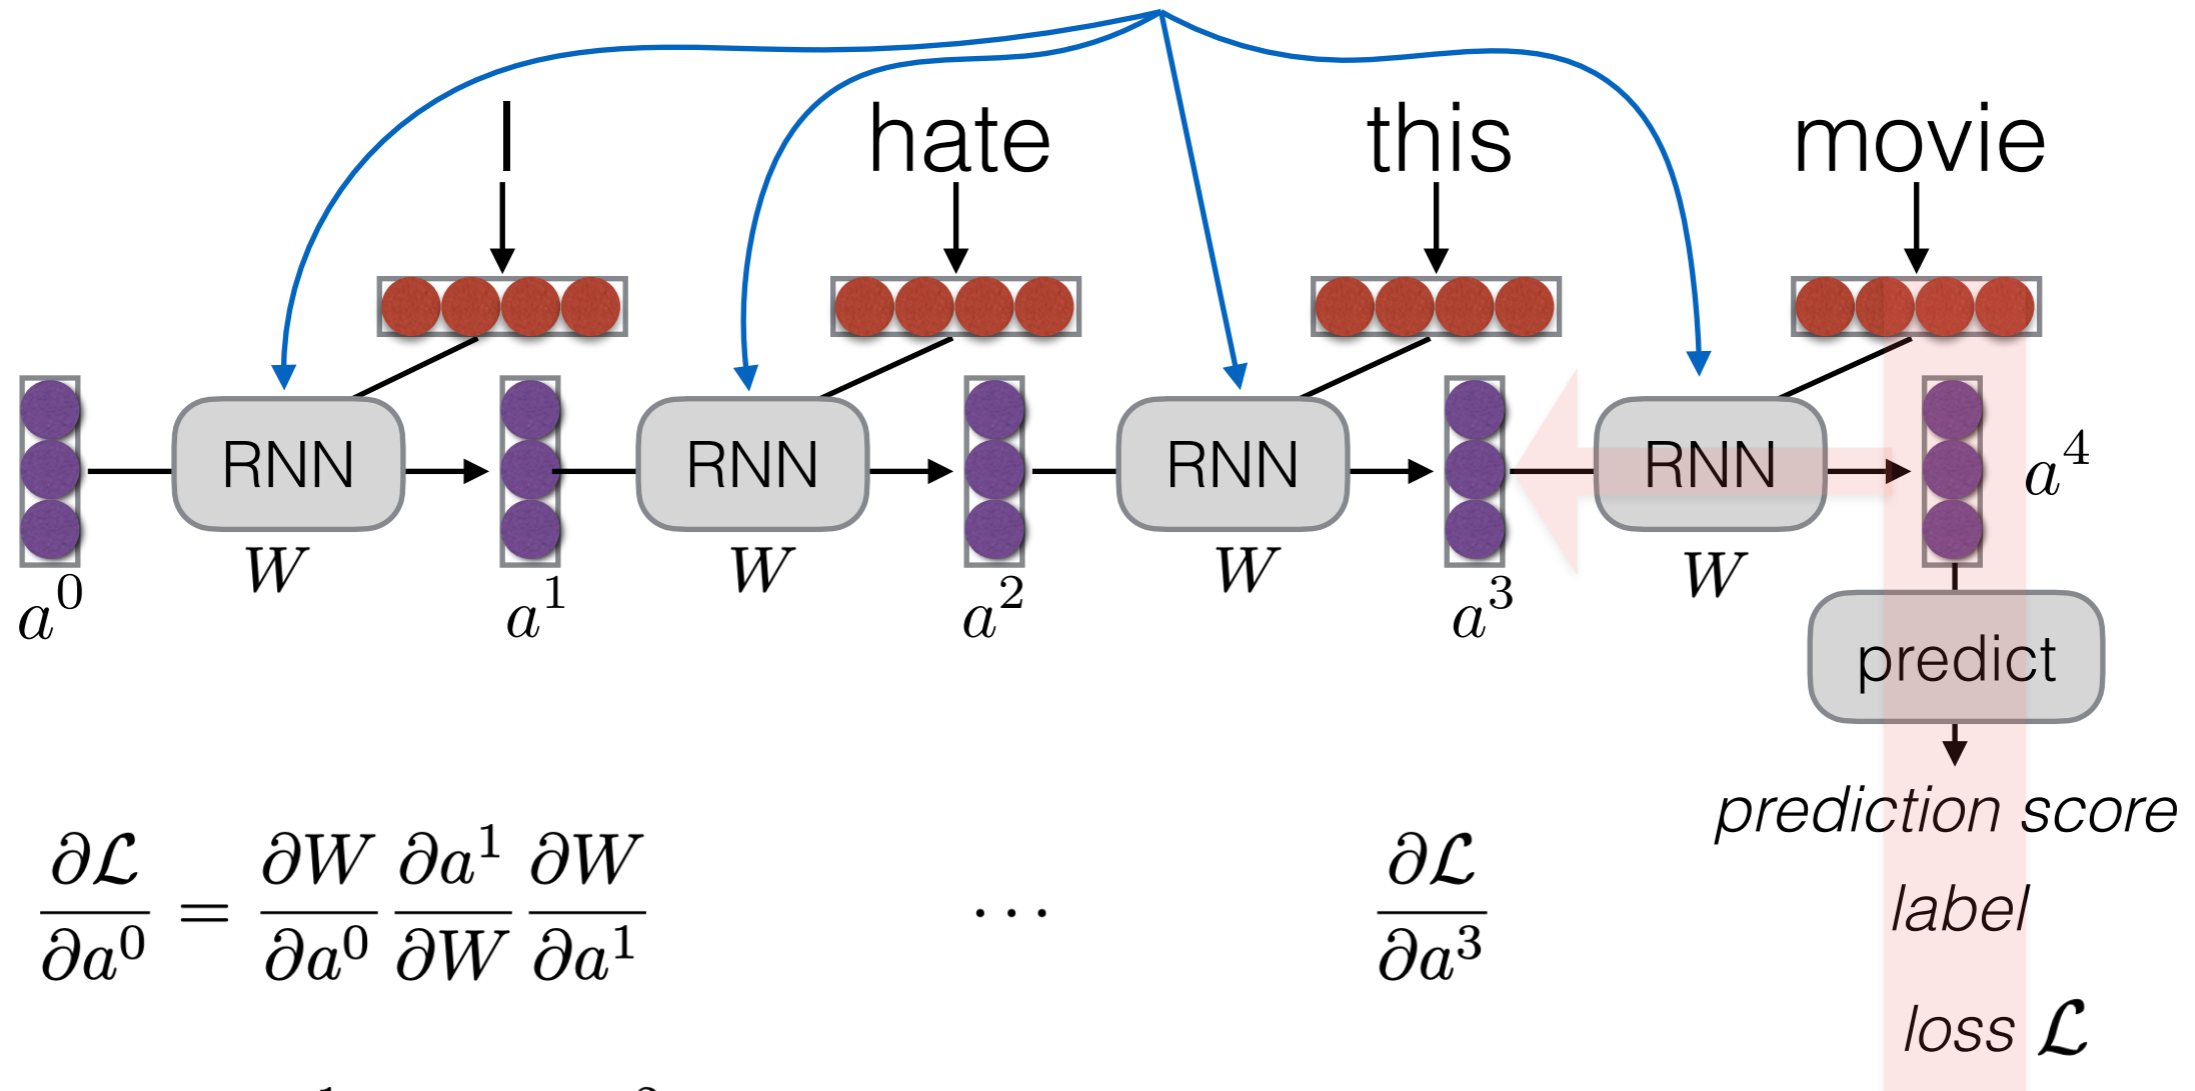 I hate this movie
RNN RNN RNN RNN
a^4
W W W W
a^0 a^1 a^2 a^3
predict
prediction score
∂ℒ/∂a^0 = ∂W/∂a^0 ∂a^1/∂W ∂W/∂a^1 ⋯ ∂ℒ/∂a^3
label
loss ℒ